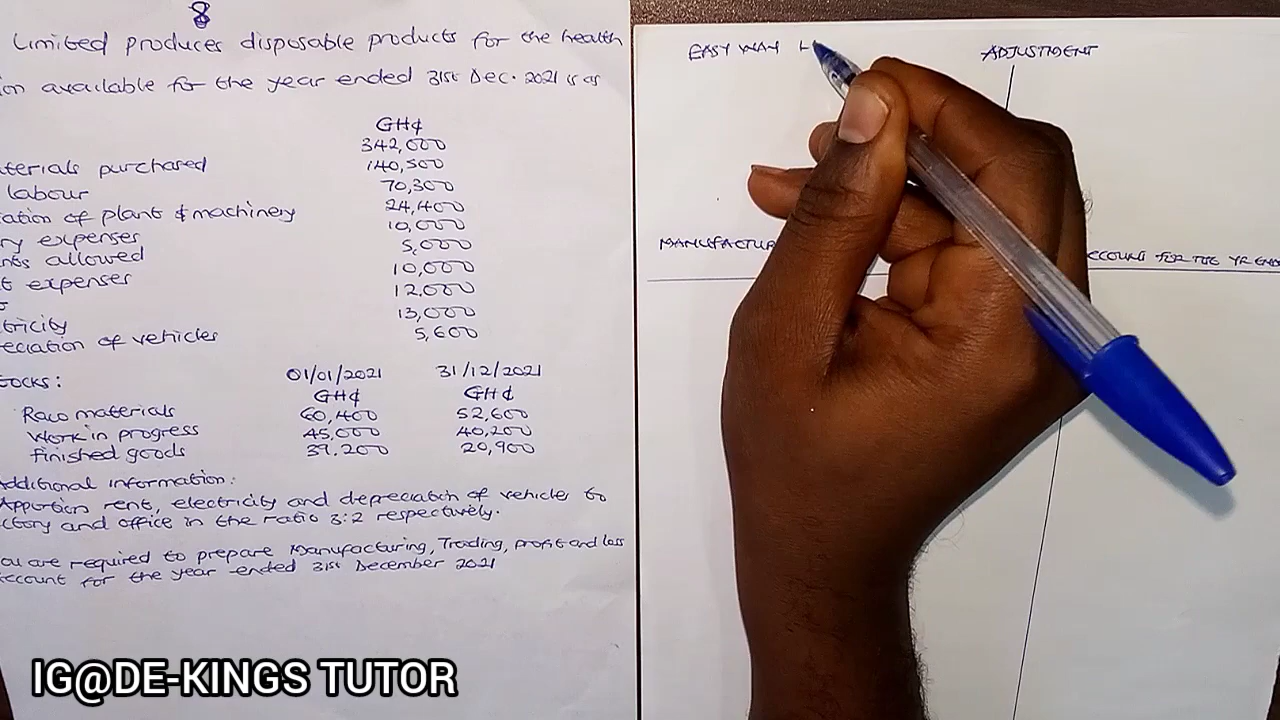 8
Limited produces disposable products for the health
on available for the year ended 31st Dec. 2021 is as
GH¢
342,000
terials purchased 140,500
labour 70,300
ation of plant & machinery 24,400
ry expenses 10,000
nts allowed 5,000
t expenses 10,000
12,000
tricity 13,000
eciation of vehicles 5,600
tocks: 01/01/2021 31/12/2021
GH¢ GH¢
Raw materials 60,400 52,600
Work in progress 45,000 40,200
finished goods 39,200 20,900
Additional information:
Apportion rent, electricity and depreciation of vehicles to
ctory and office in the ratio 3:2 respectively.
ou are required to prepare Manufacturing, Trading, profit and loss
account for the year ended 31st December 2021
EASY WAY
ADJUSTMENT
MANUFACTUR
CCOUNT FOR THE YR ENDE
IG@DE-KINGS TUTOR